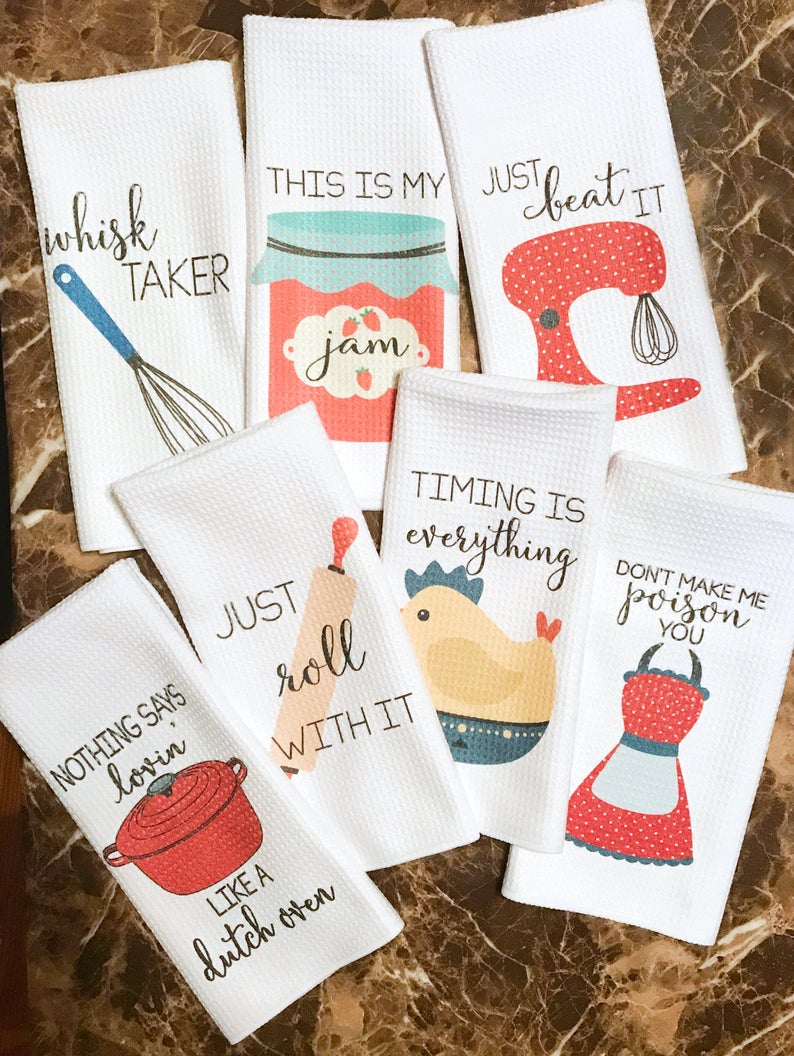 whisk
TAKER
THIS IS MY
jam
JUST beat IT
NOTHING SAYS
lovin'
LIKE A
dutch oven
JUST
roll
WITH IT
TIMING IS
everything
DON'T MAKE ME
poison
YOU